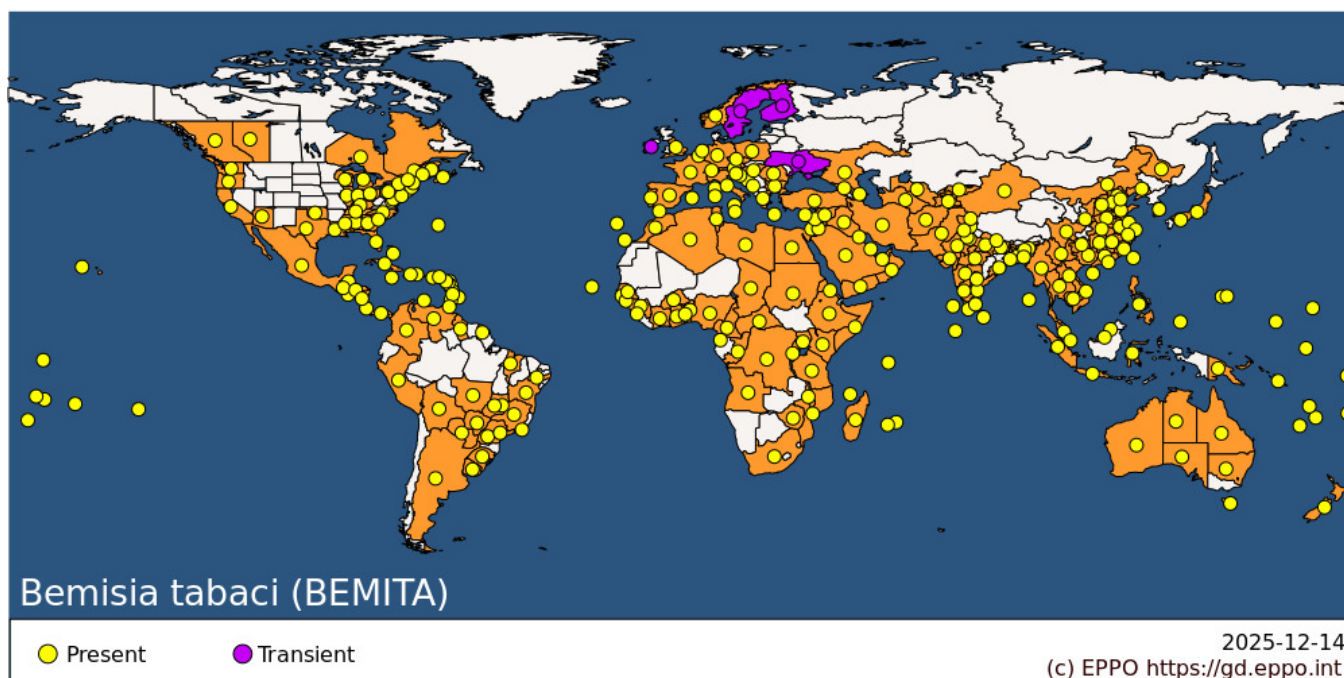 Bemisia tabaci (BEMITA)
Present
Transient
2025-12-14
(c) EPPO https://gd.eppo.int